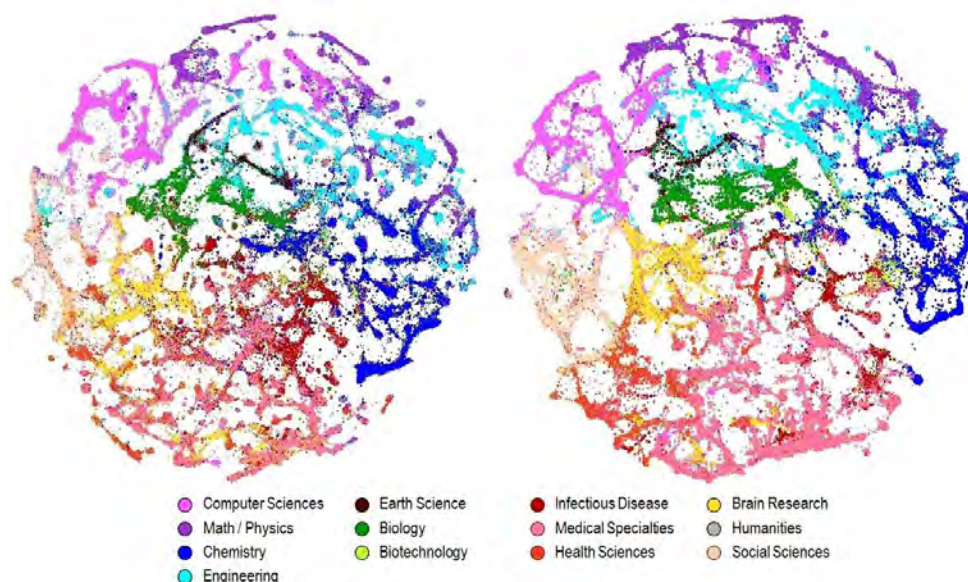 Computer Sciences
Math / Physics
Chemistry
Engineering
Earth Science
Biology
Biotechnology
Infectious Disease
Medical Specialties
Health Sciences
Brain Research
Humanities
Social Sciences